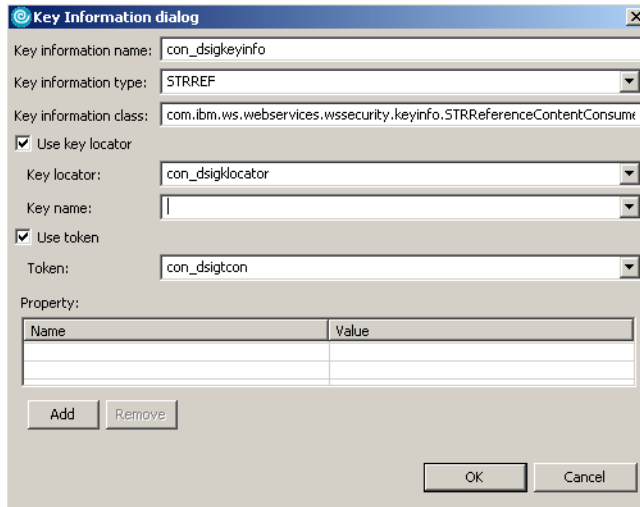 Key Information dialog
Key information name: con_dsigkeyinfo
Key information type: STRREF
Key information class: com.ibm.ws.webservices.wssecurity.keyinfo.STRReferenceContentConsume
Use key locator
Key locator: con_dsigklocator
Key name:
Use token
Token: con_dsigtcon
Property:
Name Value
Add Remove
OK Cancel